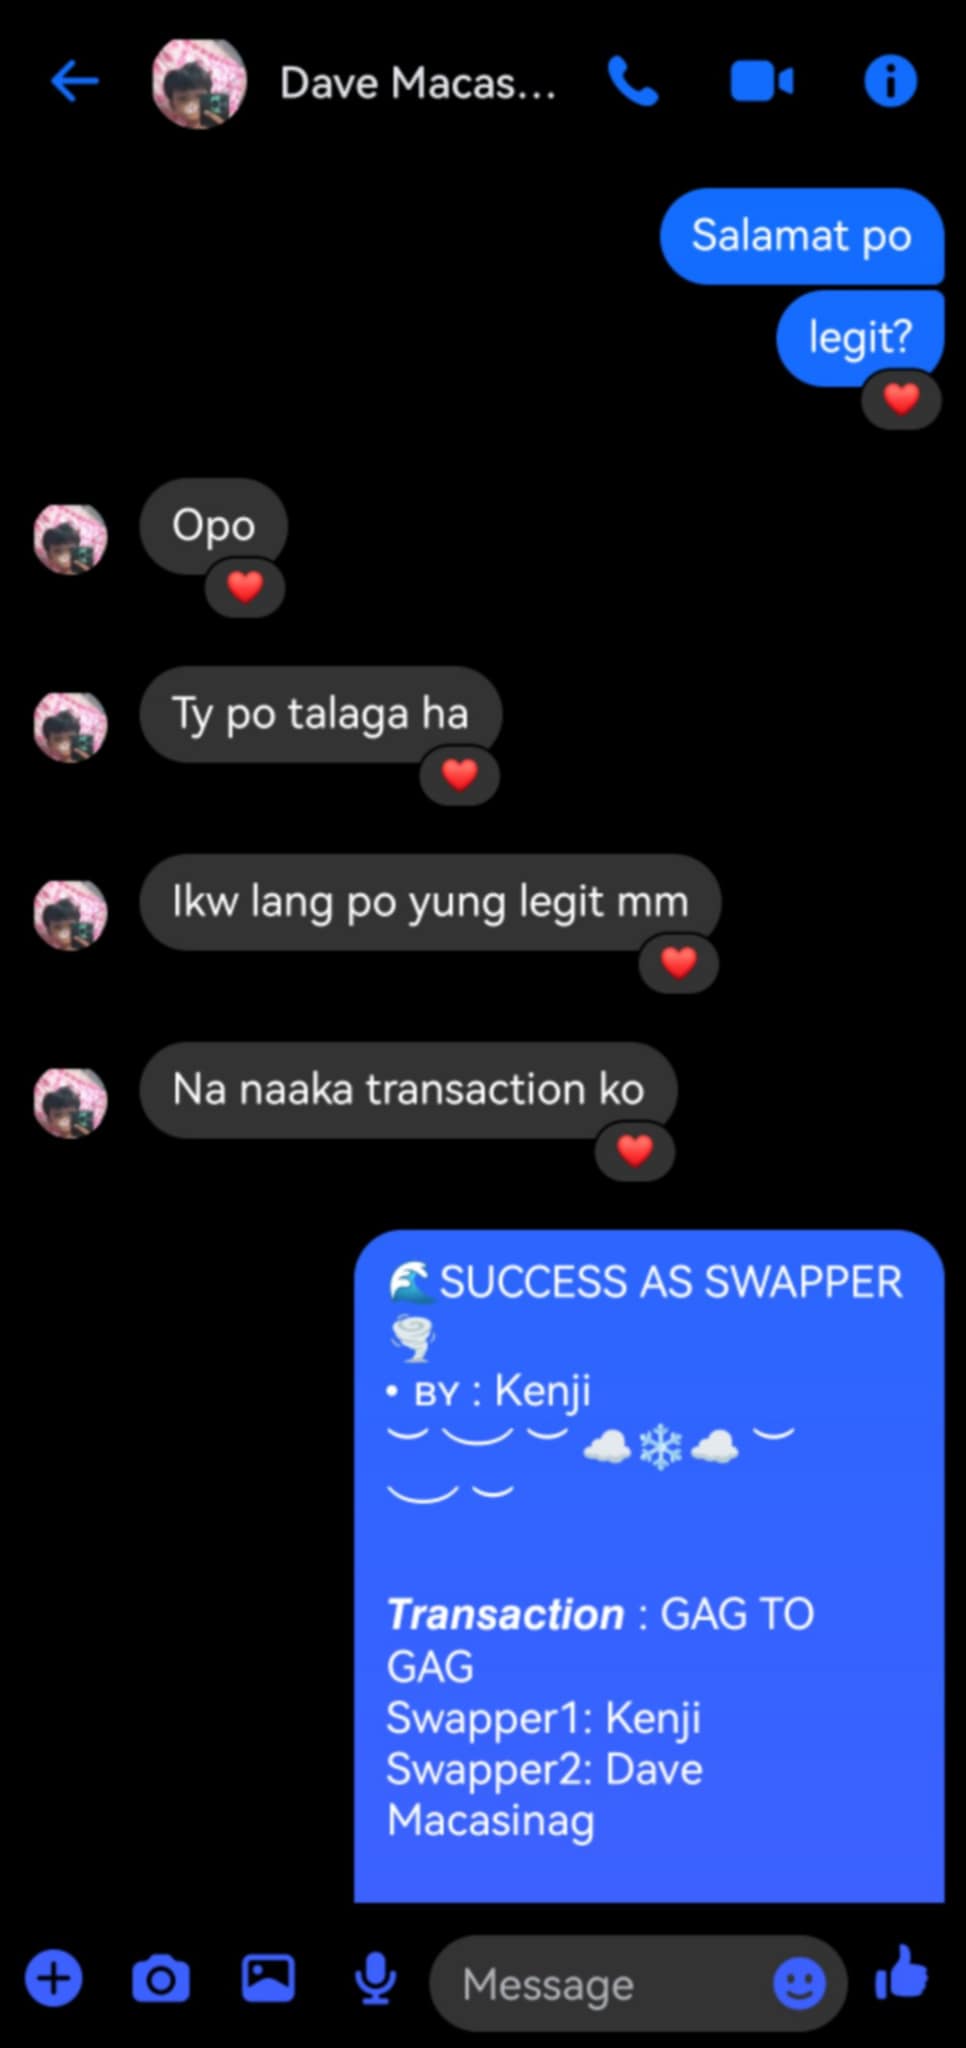 Dave Macas...
Salamat po
legit?
Opo
Ty po talaga ha
Ikw lang po yung legit mm
Na naaka transaction ko
🌊SUCCESS AS SWAPPER
🌪️
• ʙʏ : Kenji
︶ ︶ ︶ ☁️❄️☁️ ︶
︶ ︶
Transaction : GAG TO
GAG
Swapper1: Kenji
Swapper2: Dave
Macasinag
Message